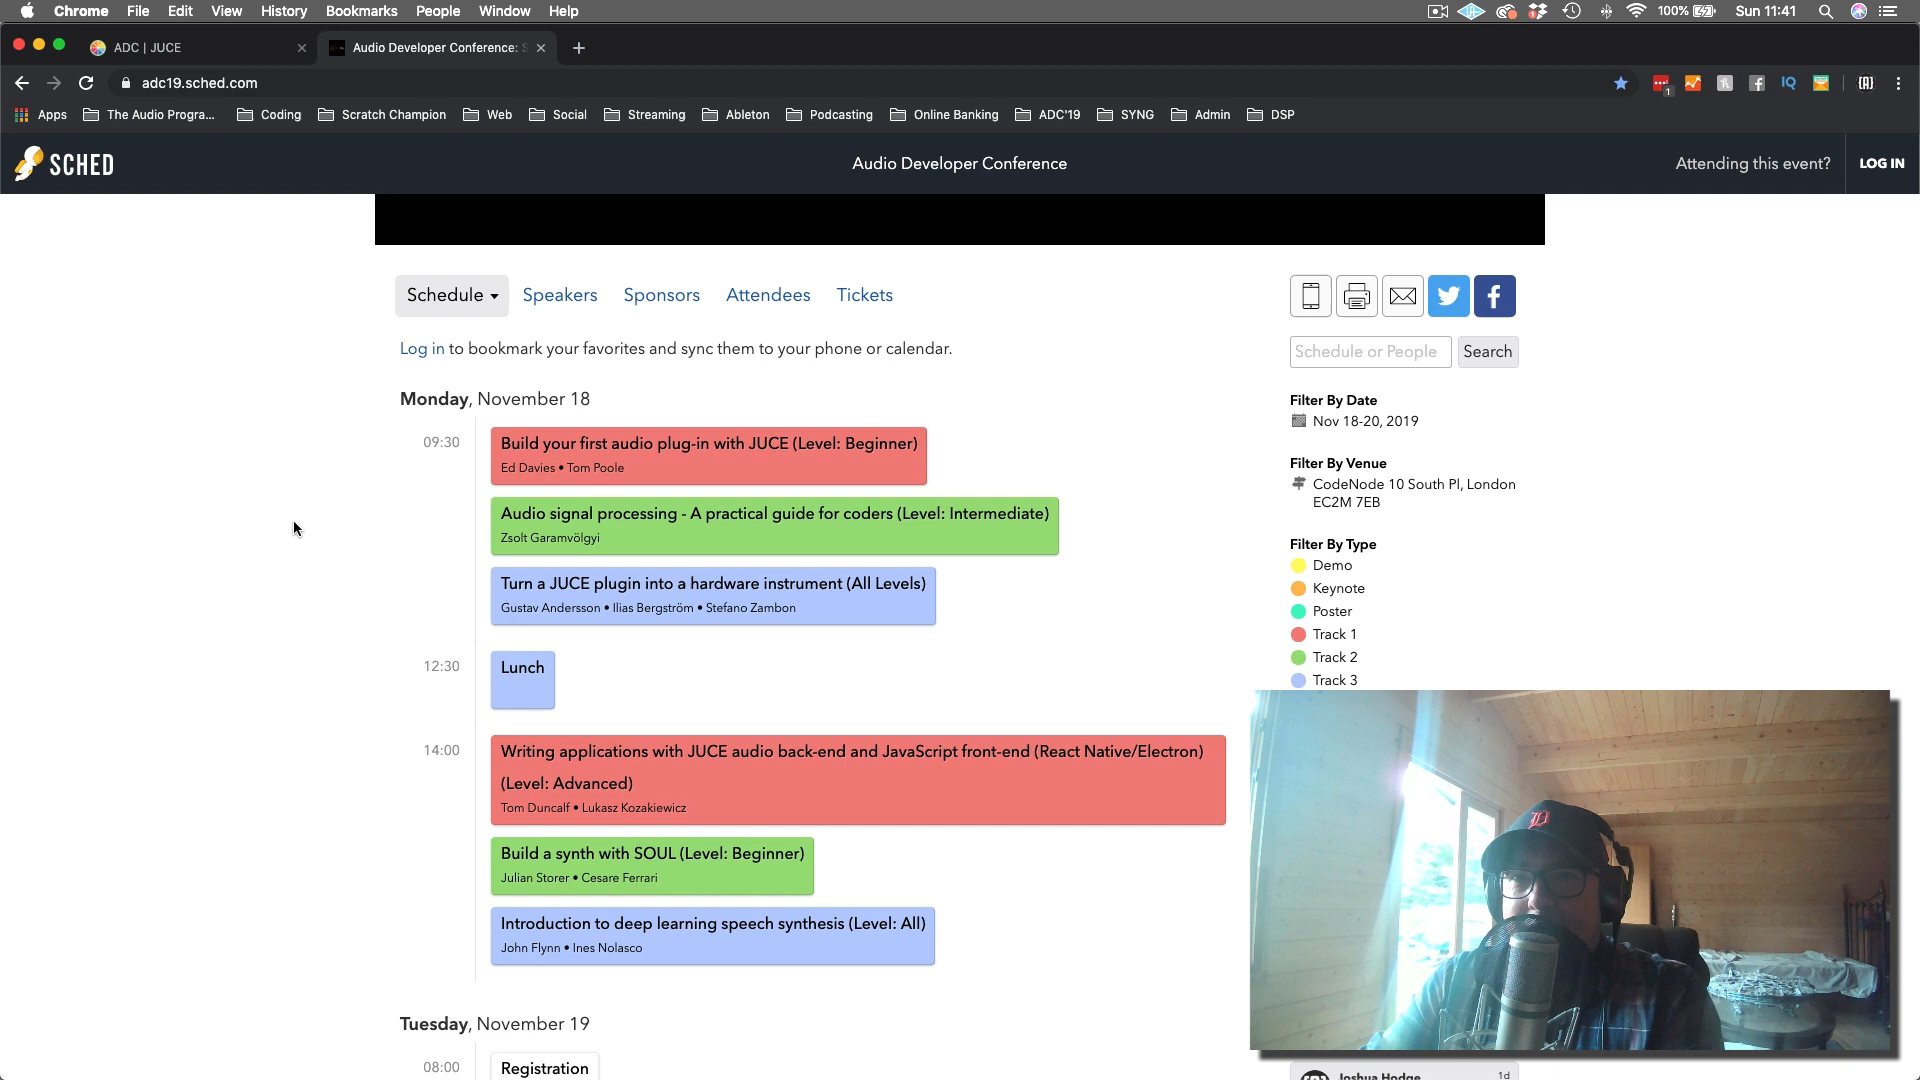 Chrome File Edit View History Bookmarks People Window Help 100% Sun 11:41
ADC | JUCE Audio Developer Conference: S
adc19.sched.com
IQ
1
Apps The Audio Progra... Coding Scratch Champion Web Social Streaming Ableton Podcasting Online Banking ADC'19 SYNG Admin DSP
SCHED Audio Developer Conference Attending this event? LOG IN
Schedule Speakers Sponsors Attendees Tickets
Log in to bookmark your favorites and sync them to your phone or calendar.
Schedule or People Search
Monday, November 18
Filter By Date
Nov 18-20, 2019
09:30 Build your first audio plug-in with JUCE (Level: Beginner)
Ed Davies • Tom Poole
Filter By Venue
CodeNode 10 South Pl, London
EC2M 7EB
Audio signal processing - A practical guide for coders (Level: Intermediate)
Zsolt Garamvölgyi
Filter By Type
Demo
Keynote
Poster
Track 1
Track 2
Track 3
Turn a JUCE plugin into a hardware instrument (All Levels)
Gustav Andersson • Ilias Bergström • Stefano Zambon
12:30 Lunch
14:00 Writing applications with JUCE audio back-end and JavaScript front-end (React Native/Electron)
(Level: Advanced)
Tom Duncalf • Lukasz Kozakiewicz
Build a synth with SOUL (Level: Beginner)
Julian Storer • Cesare Ferrari
Introduction to deep learning speech synthesis (Level: All)
John Flynn • Ines Nolasco
Tuesday, November 19
08:00 Registration
Joshua Hodge 1d